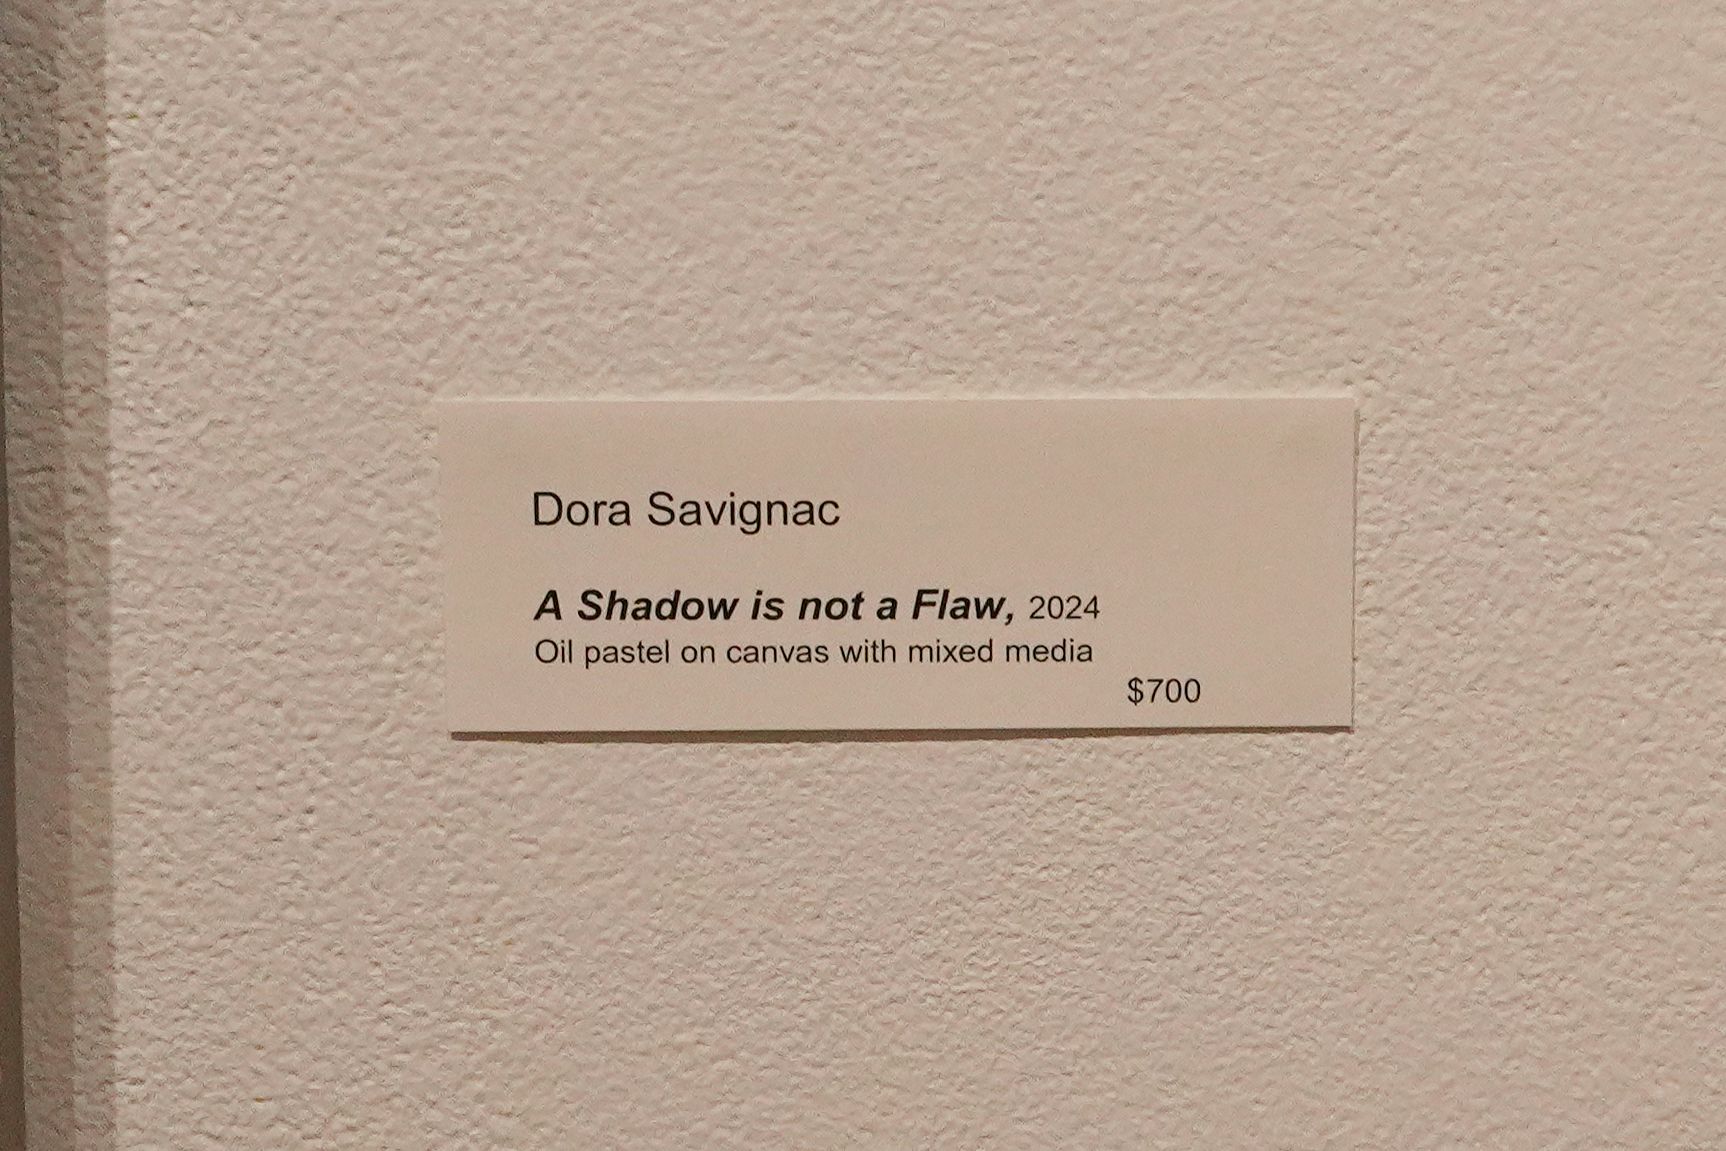 Dora Savignac
A Shadow is not a Flaw, 2024
Oil pastel on canvas with mixed media
$700